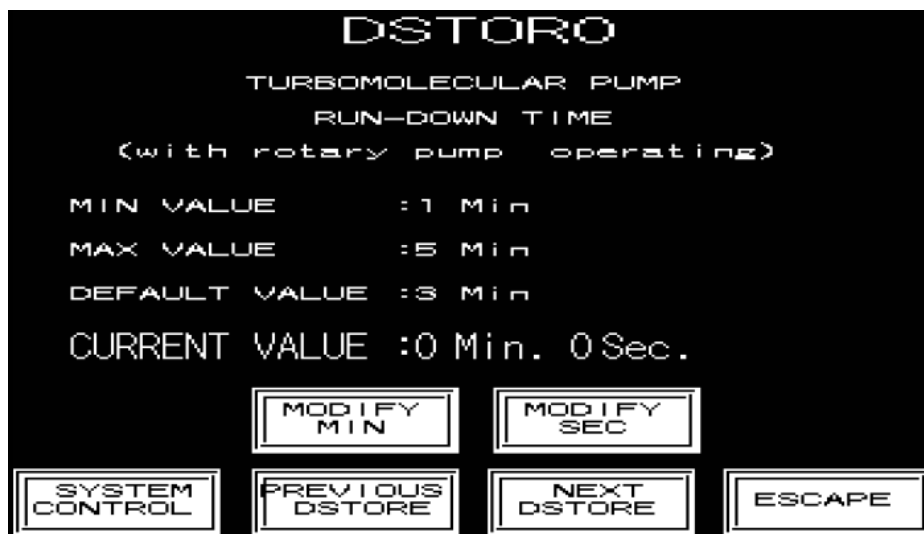 DSTORO
TURBOMOLECULAR PUMP
RUN-DOWN TIME
(with rotary pump operating)
MIN VALUE :1 Min
MAX VALUE :5 Min
DEFAULT VALUE :3 Min
CURRENT VALUE :0 Min. 0 Sec.
MODIFY MIN
MODIFY SEC
SYSTEM CONTROL
PREVIOUS DSTORE
NEXT DSTORE
ESCAPE